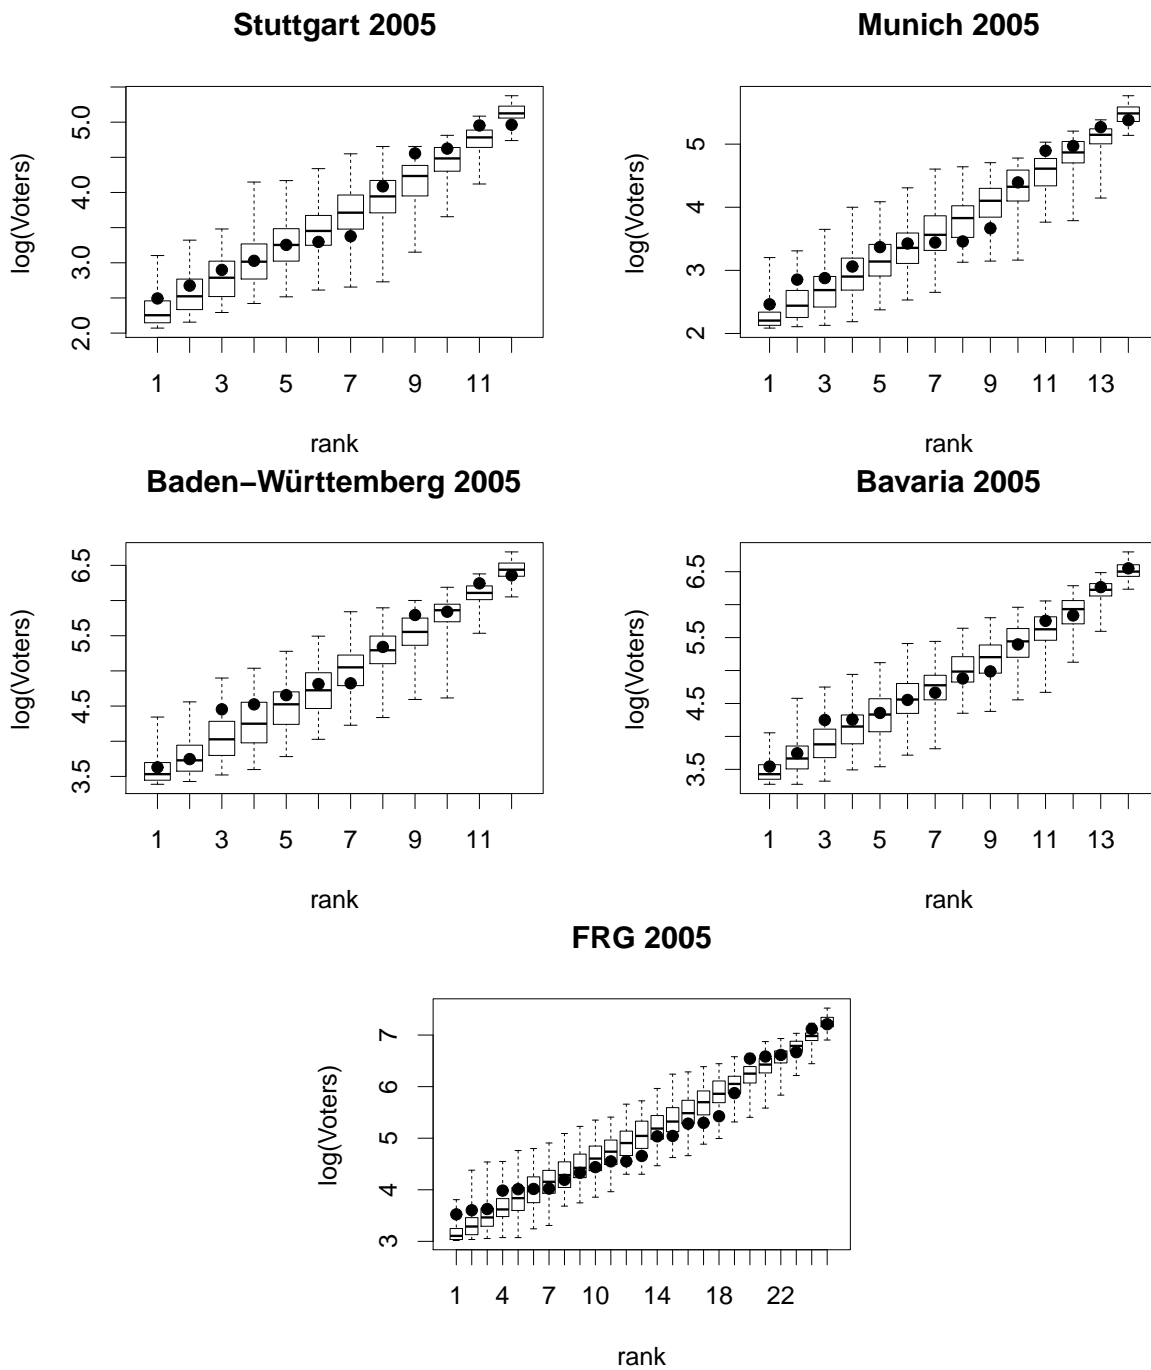 Stuttgart 2005
log(Voters)
2.0 3.0 4.0 5.0
1 3 5 7 9 11
rank
Munich 2005
log(Voters)
2 3 4 5
1 3 5 7 9 11 13
rank
Baden−Württemberg 2005
log(Voters)
3.5 4.5 5.5 6.5
1 3 5 7 9 11
rank
Bavaria 2005
log(Voters)
3.5 4.5 5.5 6.5
1 3 5 7 9 11 13
rank
FRG 2005
log(Voters)
3 4 5 6 7
1 4 7 10 14 18 22
rank